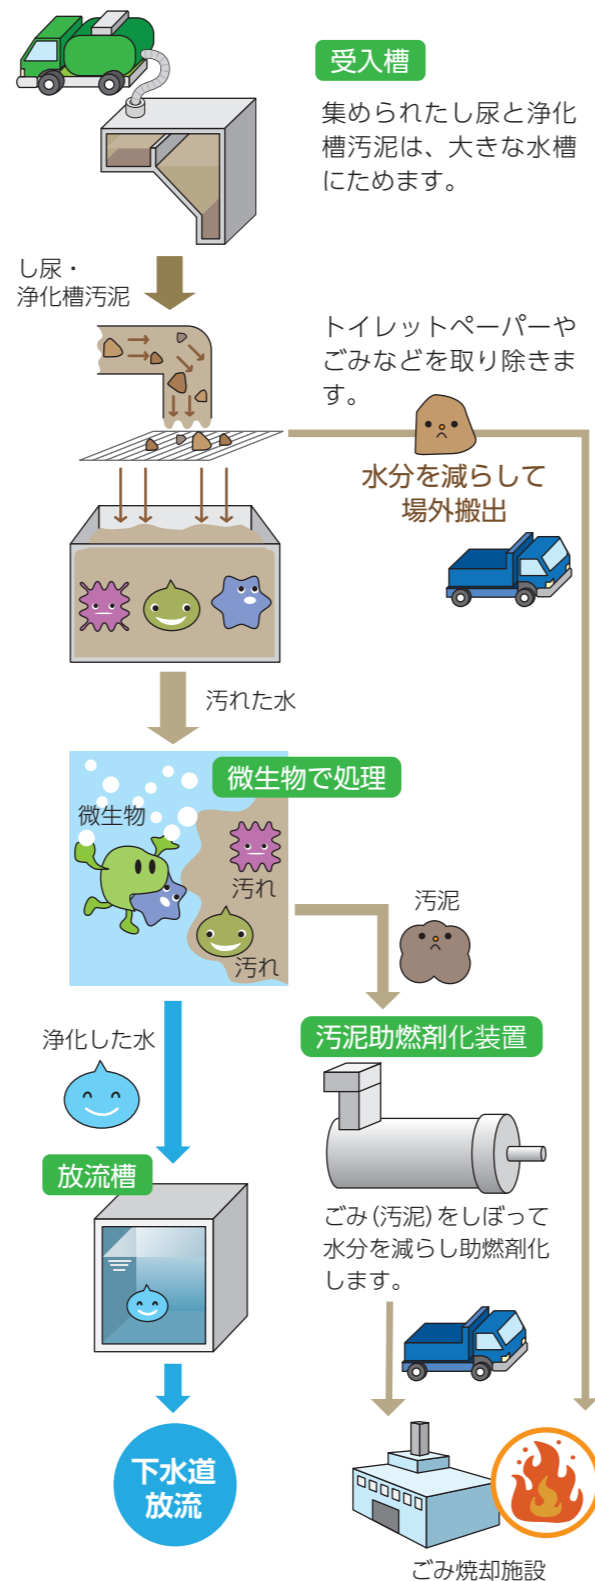 受入槽
集められたし尿と浄化
槽汚泥は、大きな水槽
にためます。
し尿・
浄化槽汚泥
トイレットペーパーや
ごみなどを取り除きま
す。
水分を減らして
場外搬出
汚れた水
微生物で処理
微生物
汚れ
汚れ
汚泥
浄化した水
汚泥助燃剤化装置
放流槽
ごみ(汚泥)をしぼって
水分を減らし助燃剤化
します。
下水道
放流
ごみ焼却施設